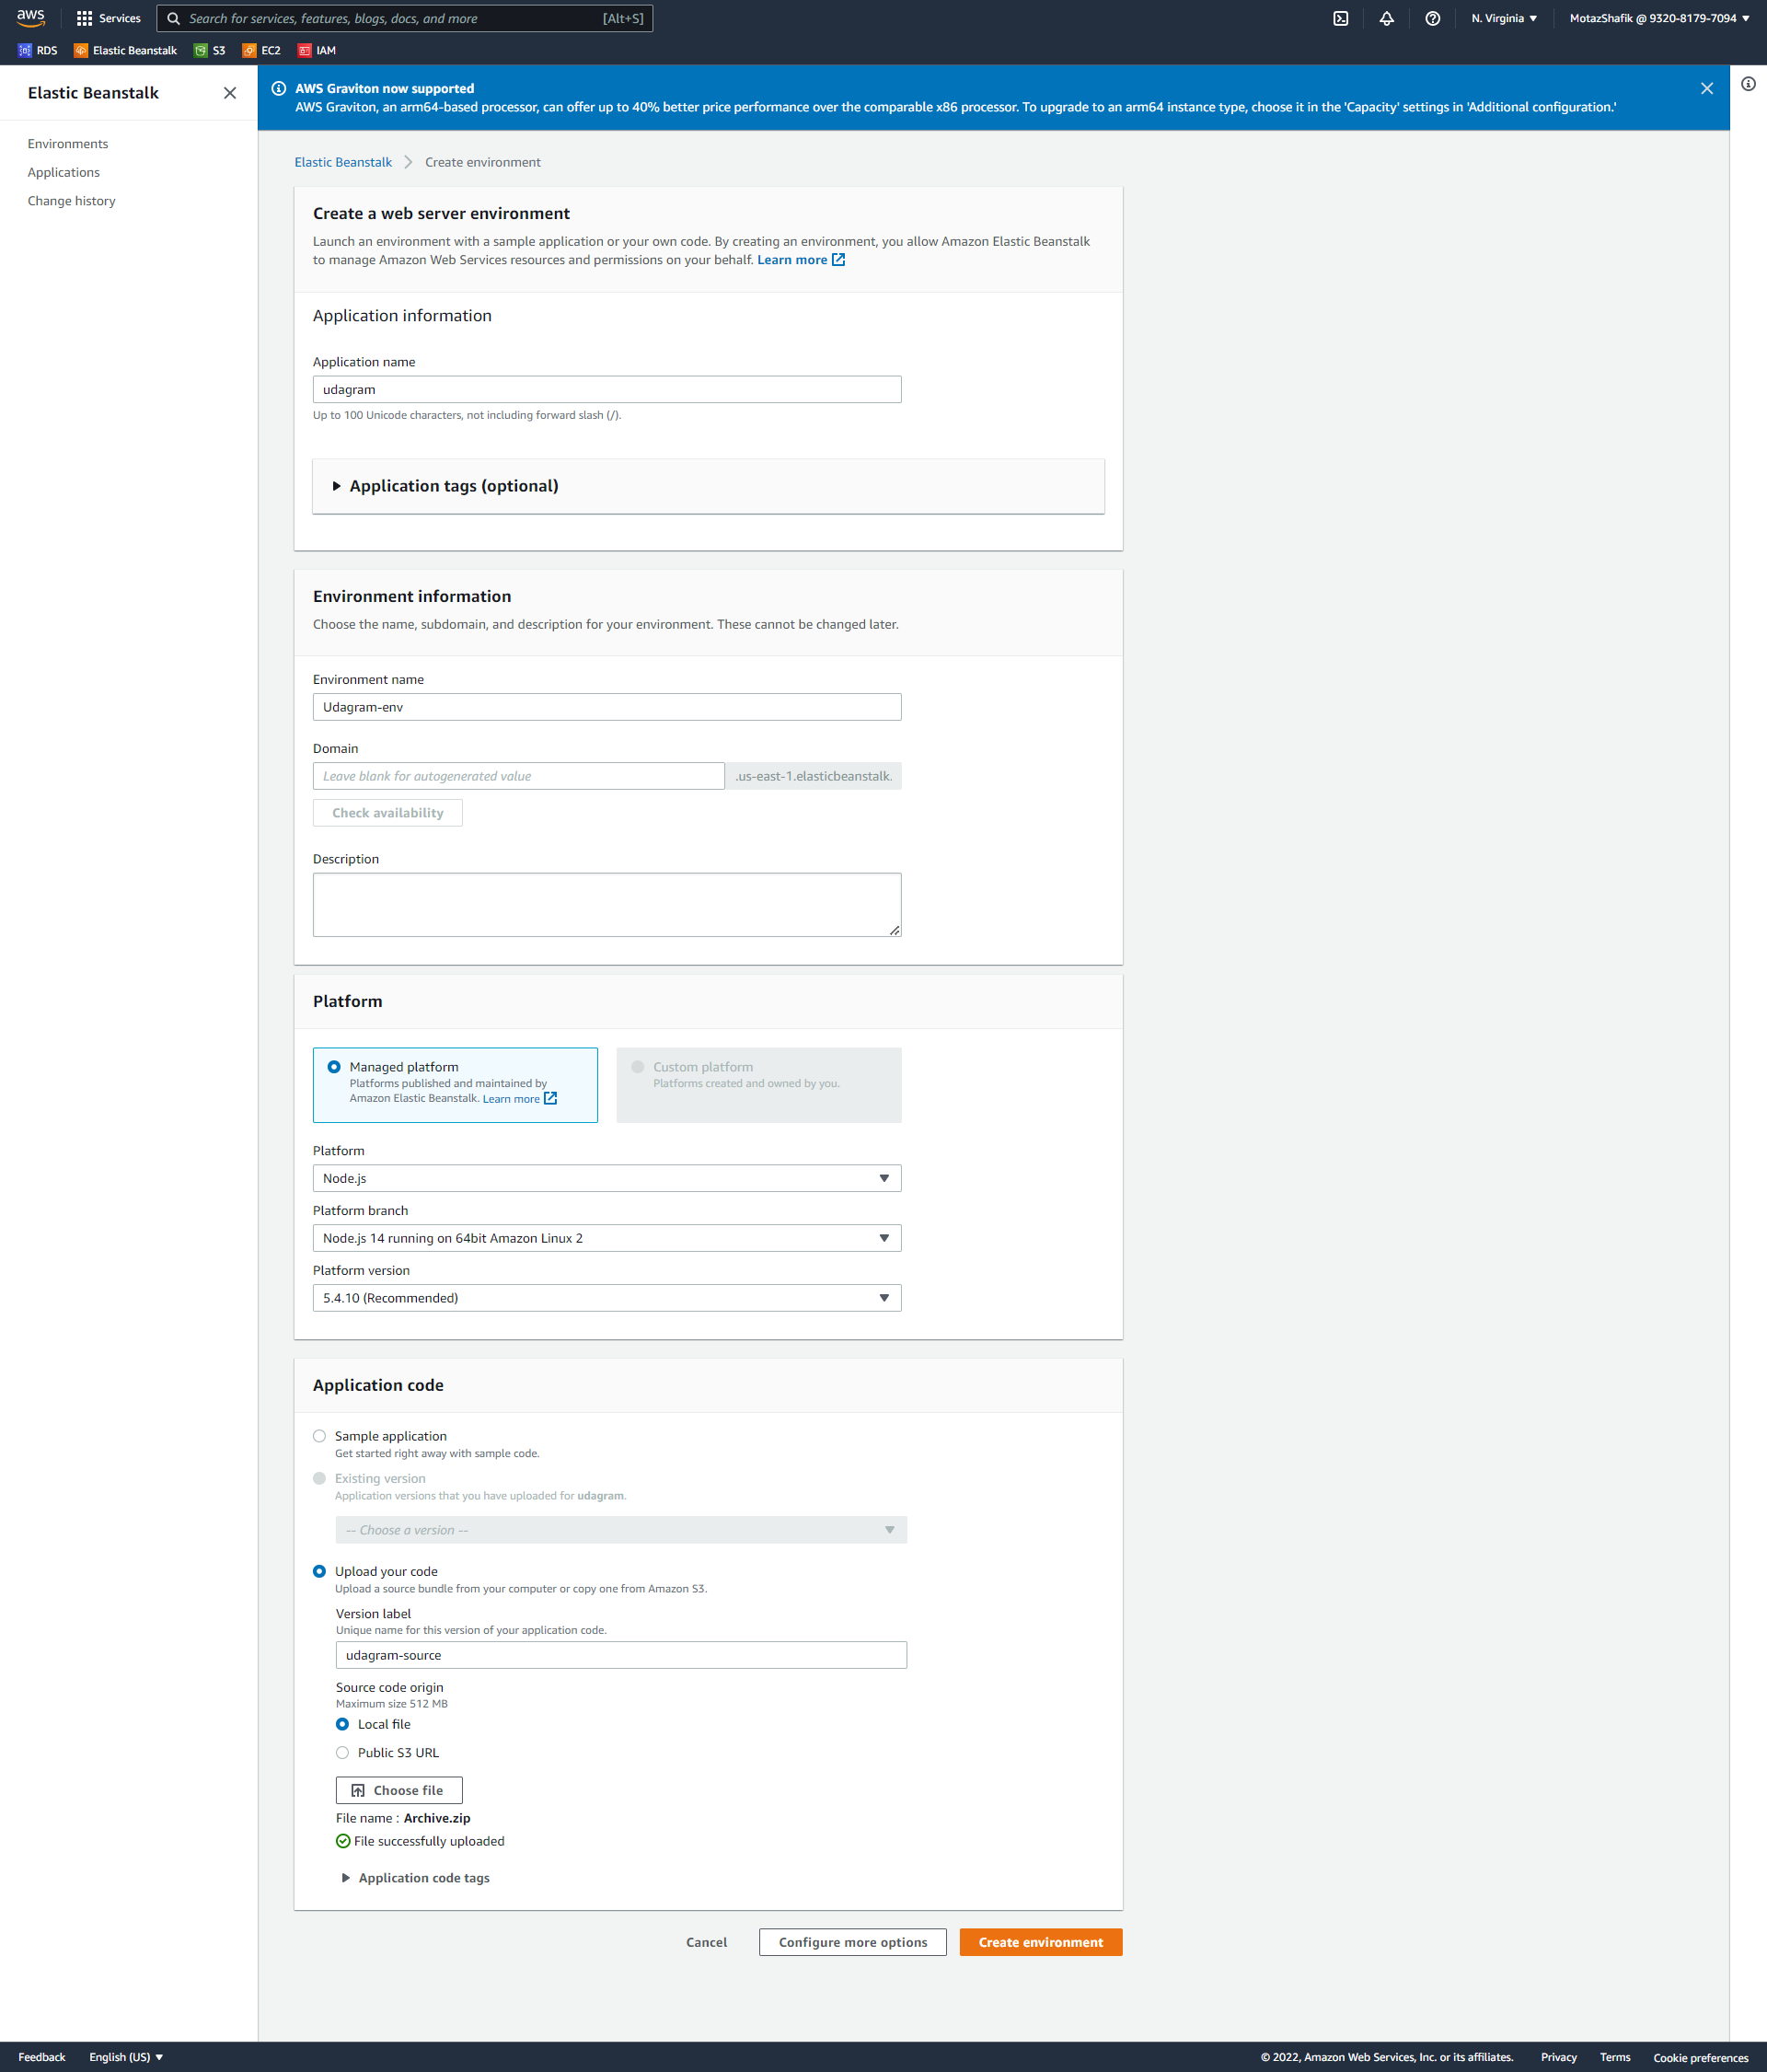 aws
Services
Search for services, features, blogs, docs, and more
[Alt+S]
N. Virginia
MotazShafik @ 9320-8179-7094
RDS
Elastic Beanstalk
S3
EC2
IAM
Elastic Beanstalk
Environments
Applications
Change history
AWS Graviton now supported
AWS Graviton, an arm64-based processor, can offer up to 40% better price performance over the comparable x86 processor. To upgrade to an arm64 instance type, choose it in the 'Capacity' settings in 'Additional configuration.'
Elastic Beanstalk
Create environment
Create a web server environment
Launch an environment with a sample application or your own code. By creating an environment, you allow Amazon Elastic Beanstalk
to manage Amazon Web Services resources and permissions on your behalf. Learn more
Application information
Application name
udagram
Up to 100 Unicode characters, not including forward slash (/).
Application tags (optional)
Environment information
Choose the name, subdomain, and description for your environment. These cannot be changed later.
Environment name
Udagram-env
Domain
Leave blank for autogenerated value
.us-east-1.elasticbeanstalk.
Check availability
Description
Platform
Managed platform
Platforms published and maintained by
Amazon Elastic Beanstalk. Learn more
Custom platform
Platforms created and owned by you.
Platform
Node.js
Platform branch
Node.js 14 running on 64bit Amazon Linux 2
Platform version
5.4.10 (Recommended)
Application code
Sample application
Get started right away with sample code.
Existing version
Application versions that you have uploaded for udagram.
-- Choose a version --
Upload your code
Upload a source bundle from your computer or copy one from Amazon S3.
Version label
Unique name for this version of your application code.
udagram-source
Source code origin
Maximum size 512 MB
Local file
Public S3 URL
Choose file
File name : Archive.zip
File successfully uploaded
Application code tags
Cancel
Configure more options
Create environment
Feedback
English (US)
© 2022, Amazon Web Services, Inc. or its affiliates.
Privacy
Terms
Cookie preferences